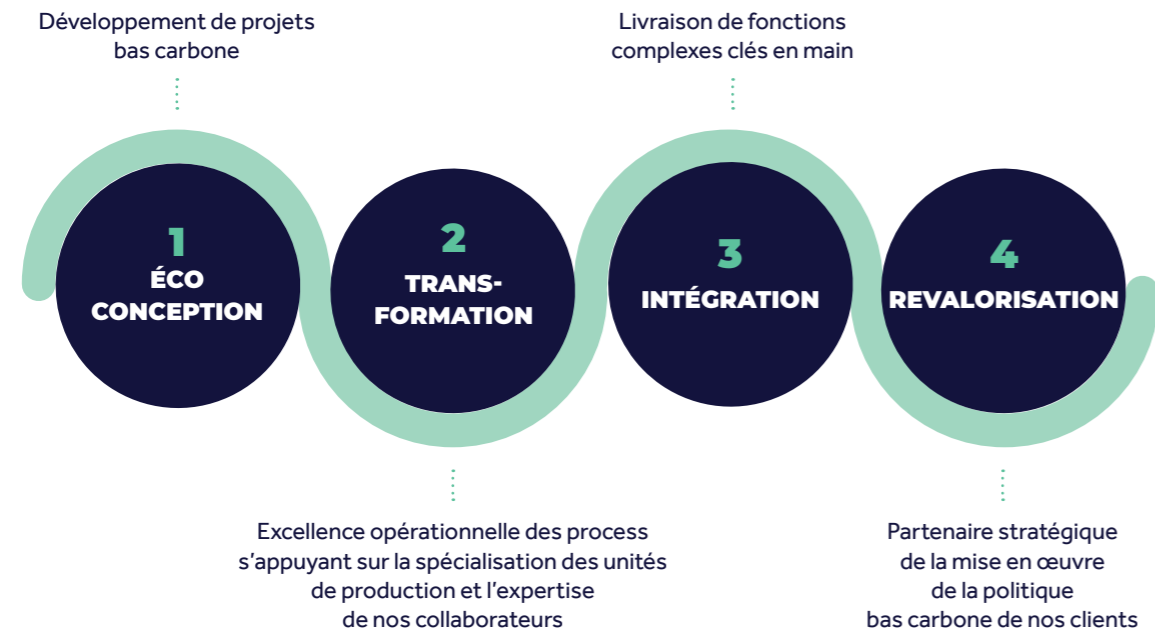 Développement de projets
bas carbone
1
ÉCO
CONCEPTION
2
TRANS-
FORMATION
Excellence opérationnelle des process
s'appuyant sur la spécialisation des unités
de production et l'expertise
de nos collaborateurs
Livraison de fonctions
complexes clés en main
3
INTÉGRATION
4
REVALORISATION
Partenaire stratégique
de la mise en œuvre
de la politique
bas carbone de nos clients